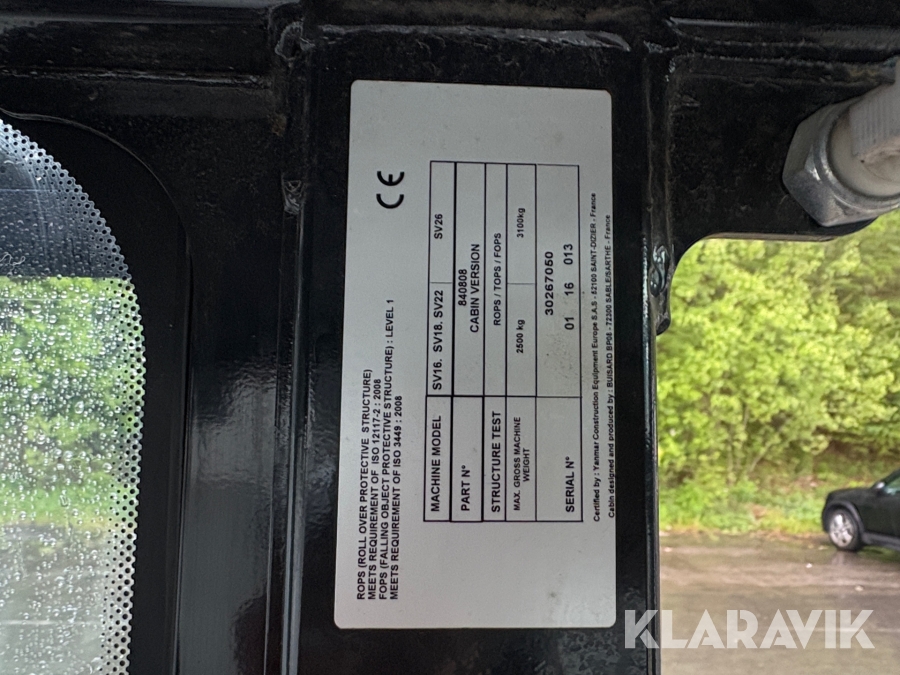 ROPS (ROLL OVER PROTECTIVE STRUCTURE)
MEETS REQUIREMENT OF ISO 12117-2 : 2008
FOPS (FALLING OBJECT PROTECTIVE STRUCTURE) : LEVEL 1
MEETS REQUIREMENT OF ISO 3449 : 2008
CE
MACHINE MODEL SV16. SV18. SV22 SV26
PART N° 840808
CABIN VERSION
STRUCTURE TEST ROPS / TOPS / FOPS
MAX. GROSS MACHINE WEIGHT 2500 kg 3100kg
30267050
SERIAL N° 01 16 013
Certified by : Yanmar Construction Equipment Europe S.A.S - 52100 SAINT-DIZIER - France
Cabin designed and produced by : BUISARD BP08 - 72300 SABLE/SARTHE - France
KLARAVIK